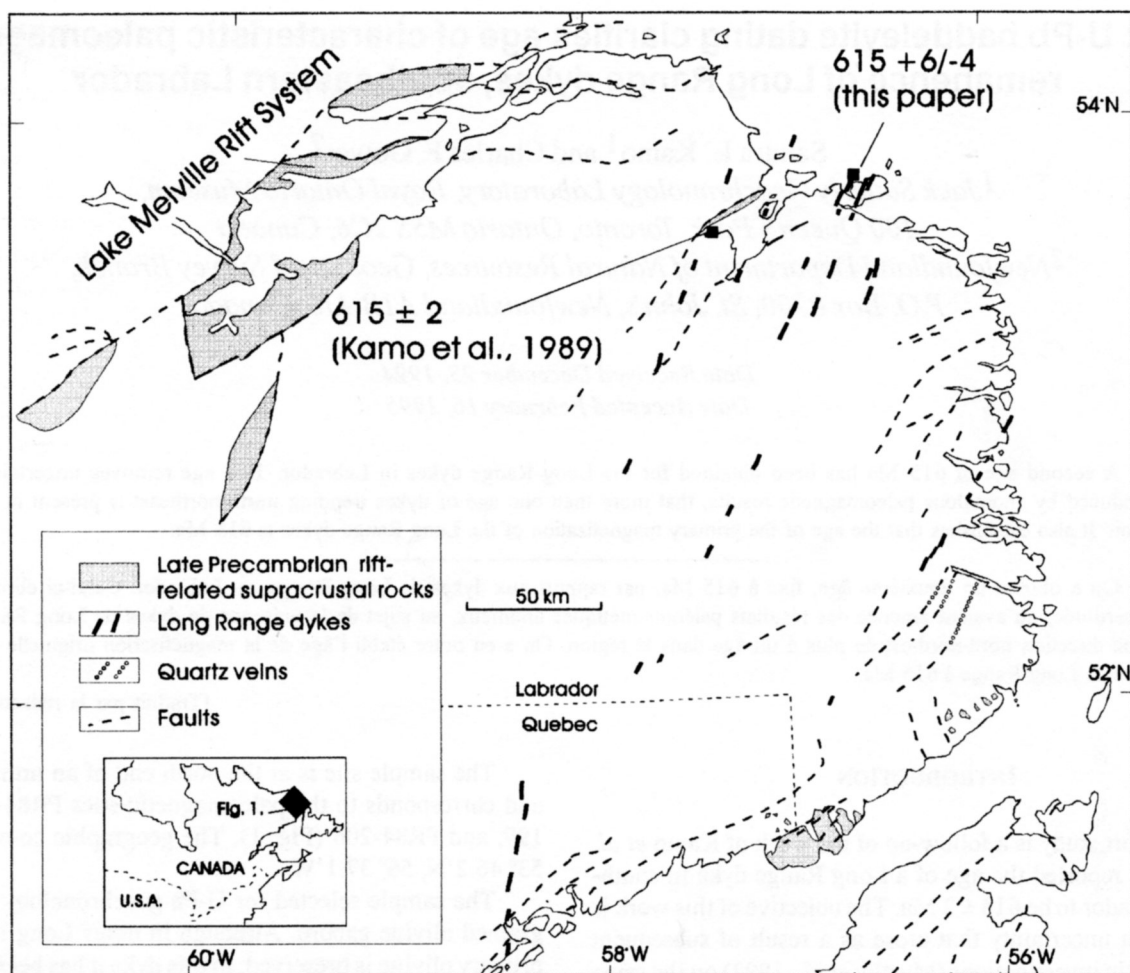 54°N
615 +6/-4
(this paper)
Lake Melville Rift System
615 ± 2
(Kamo et al., 1989)
Late Precambrian rift-
related supracrustal rocks
Long Range dykes
Quartz veins
Faults
50 km
52°N
Labrador
Quebec
Fig. 1.
CANADA
U.S.A.
60°W
58°W
56°W